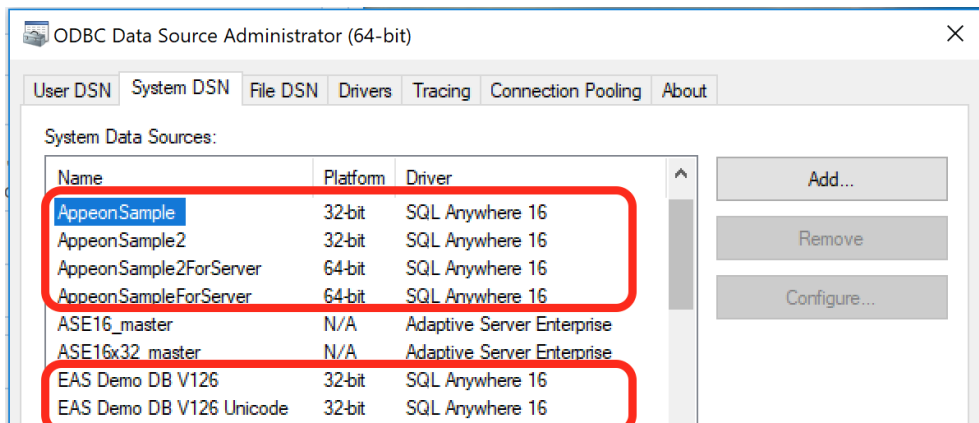 ODBC Data Source Administrator (64-bit)
User DSN System DSN File DSN Drivers Tracing Connection Pooling About
System Data Sources:
Name Platform Driver
AppeonSample 32-bit SQL Anywhere 16
AppeonSample2 32-bit SQL Anywhere 16
AppeonSample2ForServer 64-bit SQL Anywhere 16
AppeonSampleForServer 64-bit SQL Anywhere 16
ASE16_master N/A Adaptive Server Enterprise
ASE16x32_master N/A Adaptive Server Enterprise
EAS Demo DB V126 32-bit SQL Anywhere 16
EAS Demo DB V126 Unicode 32-bit SQL Anywhere 16
Add...
Remove
Configure...